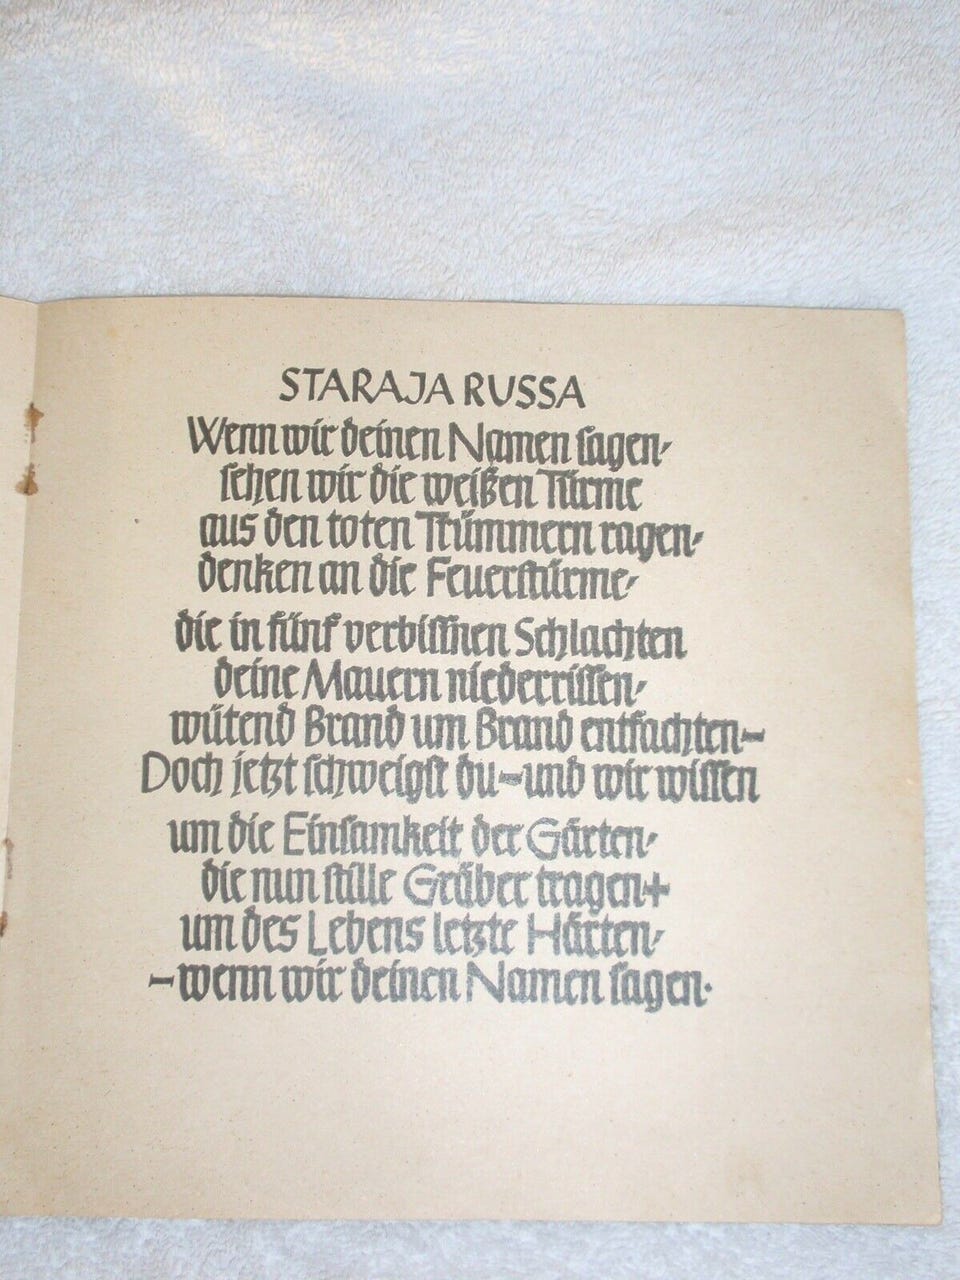 STARAJA RUSSA
Wenn wir deinen Namen sagen,
sehen wir die weißen Türme
aus den toten Trümmern ragen,
denken an die Feuerstürme,
die in fünf verbissnen Schlachten
deine Mauern niederrissen,
wütend Brand um Brand entfachten–
Doch jetzt schweigst du–und wir wissen
um die Einsamkeit der Gärten,
die nun stille Gräber tragen+
um des Lebens letzte Härten,
–wenn wir deinen Namen sagen.